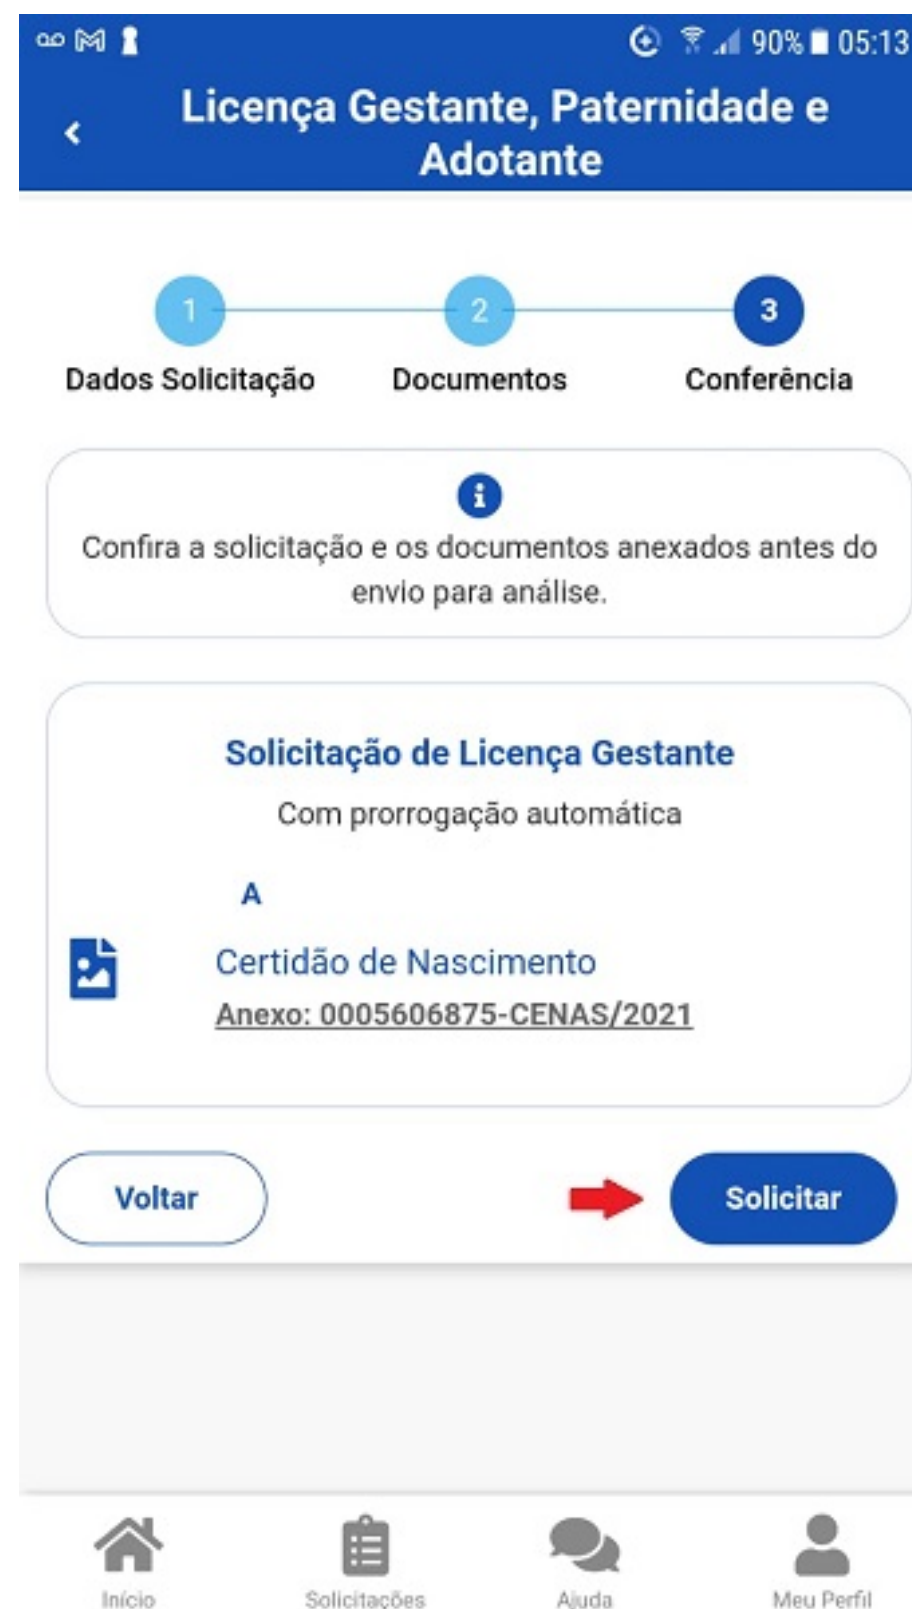 90% 05:13
Licença Gestante, Paternidade e
Adotante
1 2 3
Dados Solicitação Documentos Conferência
Confira a solicitação e os documentos anexados antes do
envio para análise.
Solicitação de Licença Gestante
Com prorrogação automática
A
Certidão de Nascimento
Anexo: 0005606875-CENAS/2021
Voltar Solicitar
Início Solicitações Ajuda Meu Perfil